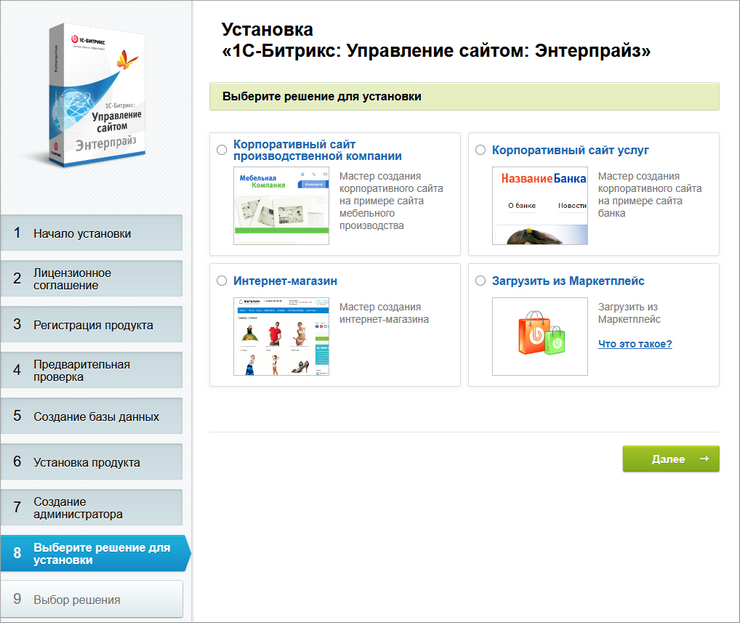 1С-БИТРИКС
1С-Битрикс:
Управление
сайтом
Энтерпрайз
1 Начало установки
2 Лицензионное
соглашение
3 Регистрация продукта
4 Предварительная
проверка
5 Создание базы данных
6 Установка продукта
7 Создание
администратора
8 Выберите решение для
установки
9 Выбор решения
Установка
«1С-Битрикс: Управление сайтом: Энтерпрайз»
Выберите решение для установки
Корпоративный сайт
производственной компании
Мебельная
Компания
Мастер создания
корпоративного сайта
на примере сайта
мебельного
производства
Корпоративный сайт услуг
НазваниеБанка
О банке Новости
Мастер создания
корпоративного сайта
на примере сайта
банка
Интернет-магазин
Мастер создания
интернет-магазина
Загрузить из Маркетплейс
Загрузить из
Маркетплейс
Что это такое?
Далее →